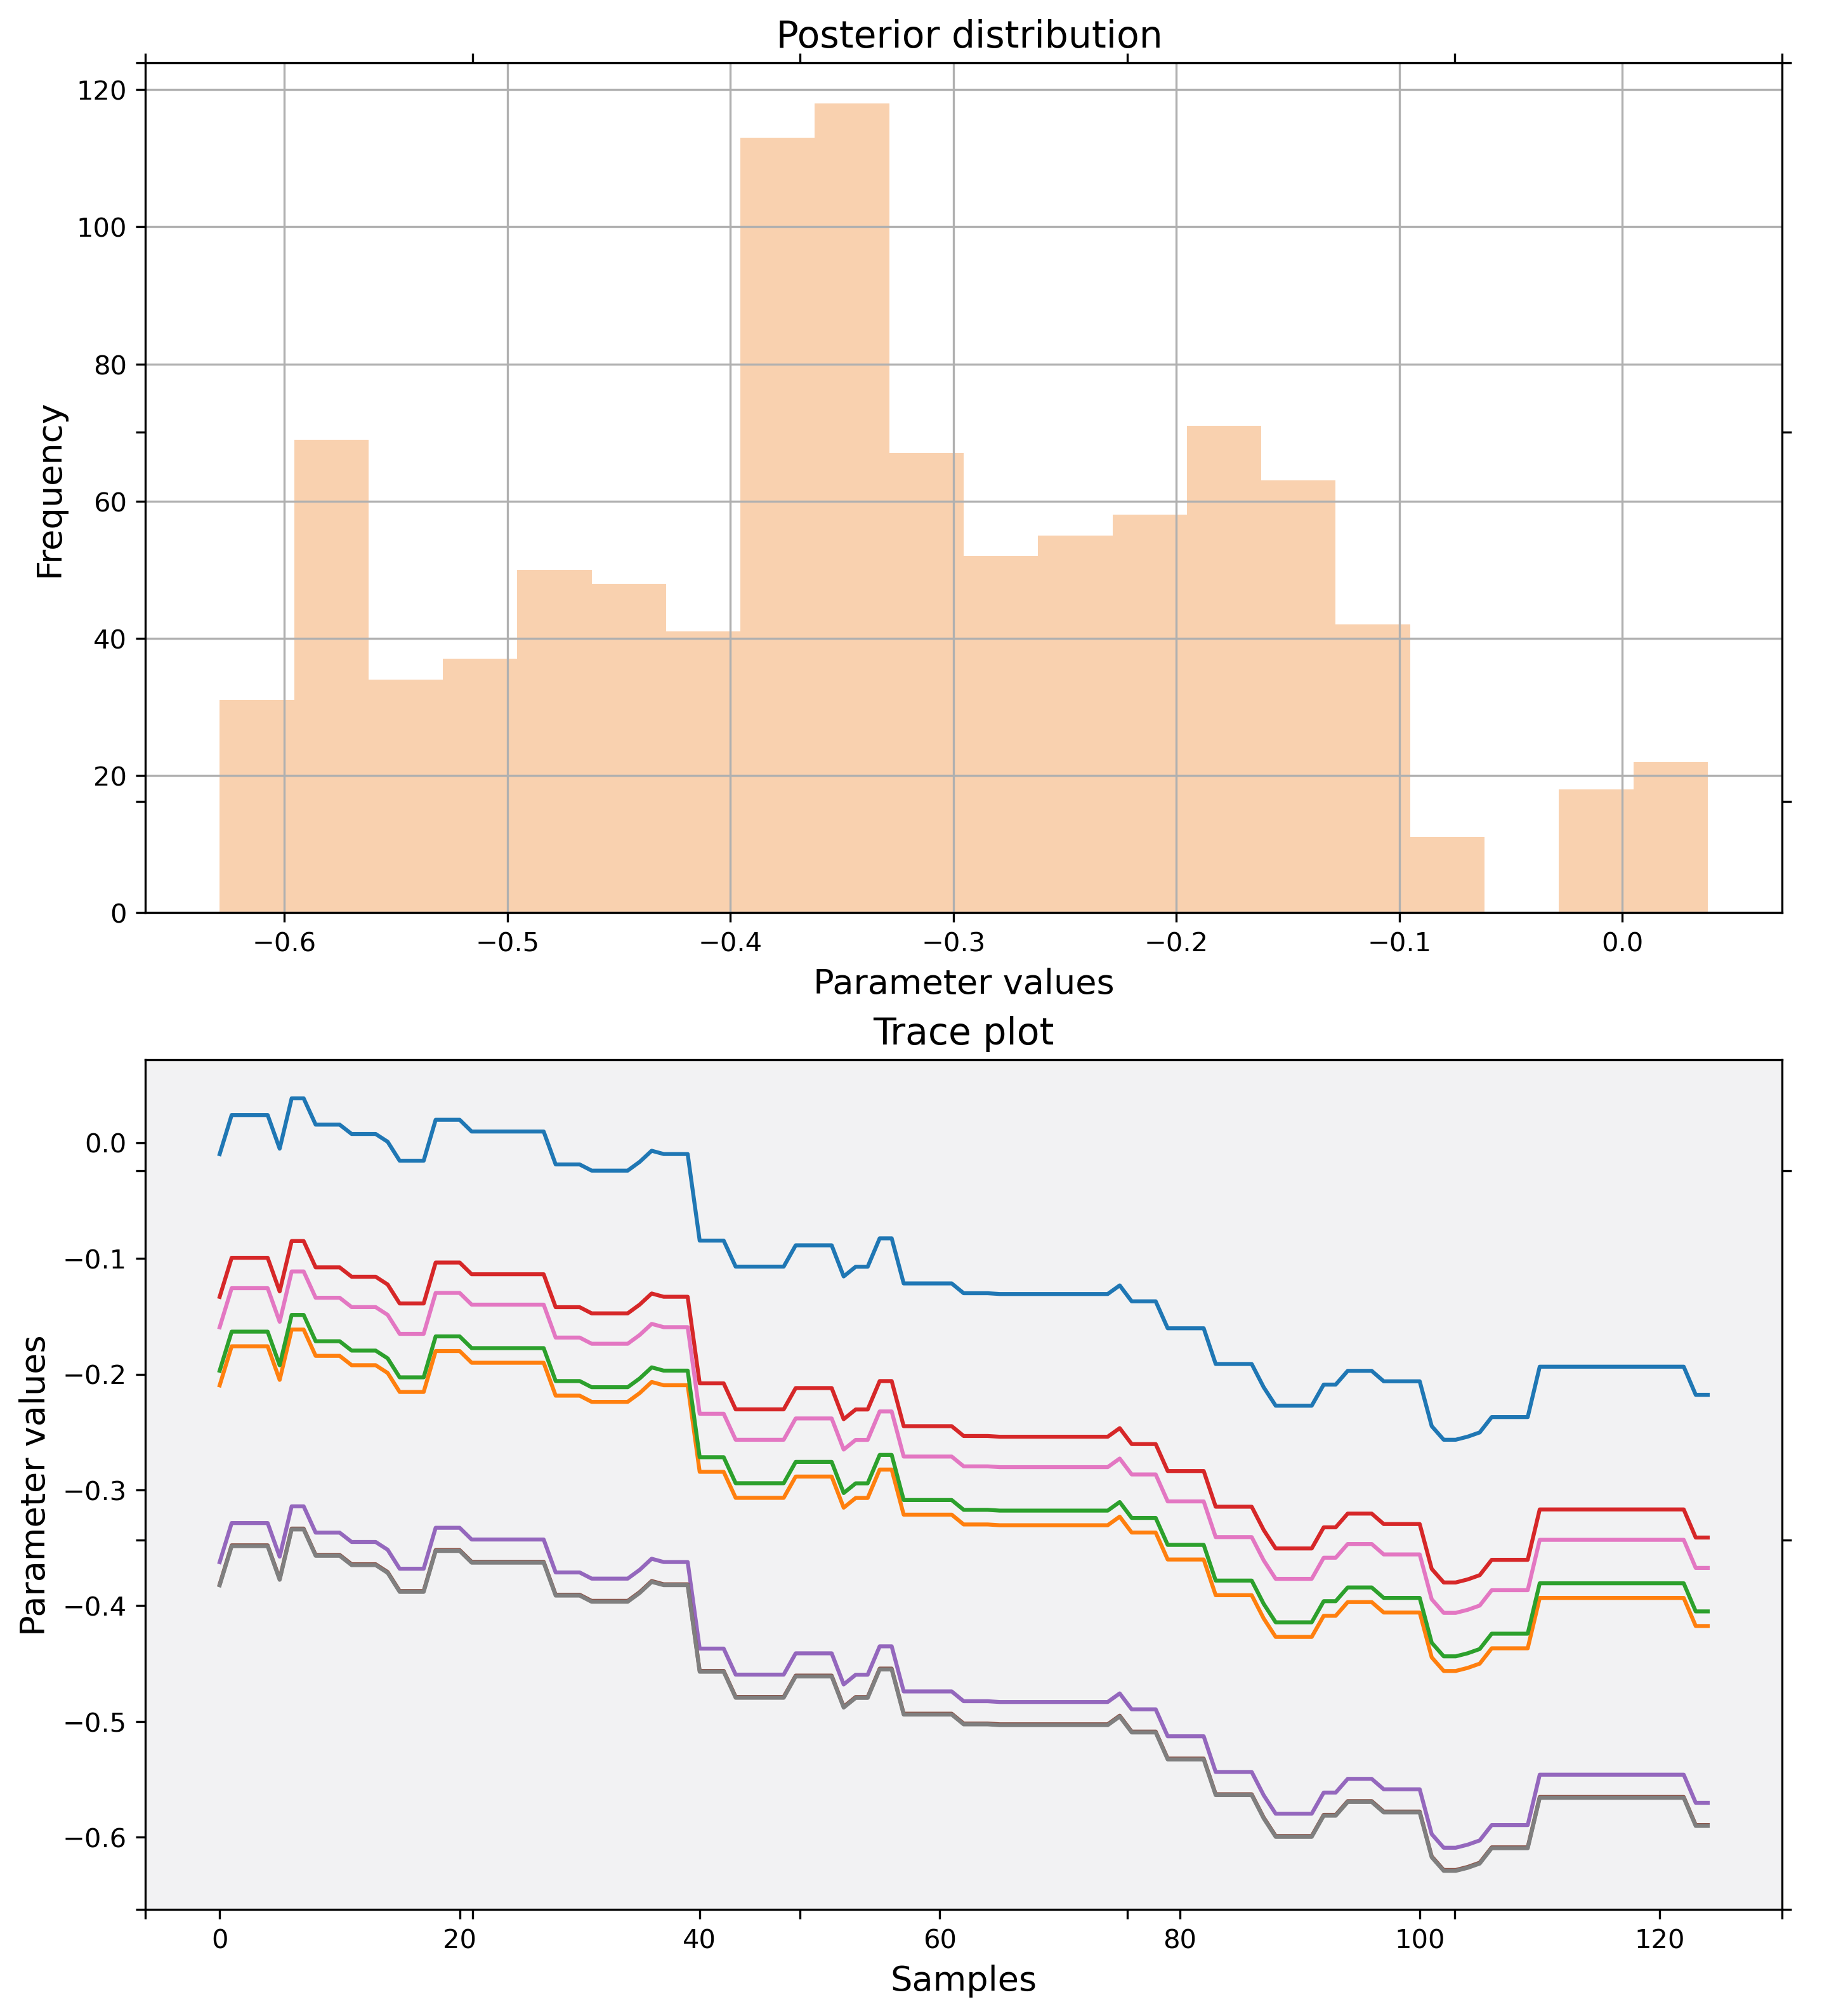 Posterior distribution
120
100
80
60
40
20
0
Frequency
−0.6 −0.5 −0.4 −0.3 −0.2 −0.1 0.0
Parameter values
Trace plot
0.0
−0.1
−0.2
−0.3
−0.4
−0.5
−0.6
Parameter values
0 20 40 60 80 100 120
Samples